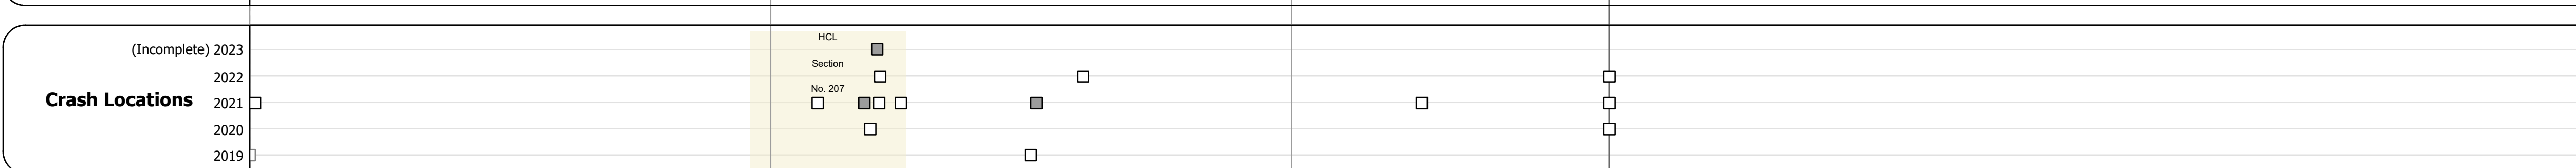 HCL
(Incomplete) 2023
Section
2022
No. 207
Crash Locations
2021
2020
2019